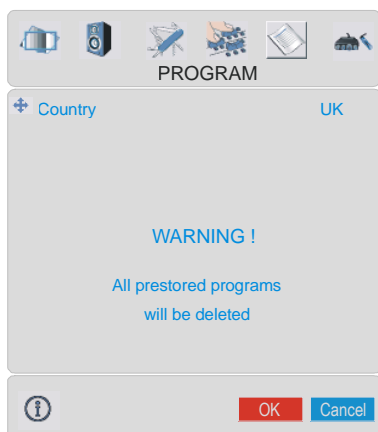 PROGRAM
Country UK
WARNING !
All prestored programs
will be deleted
OK Cancel